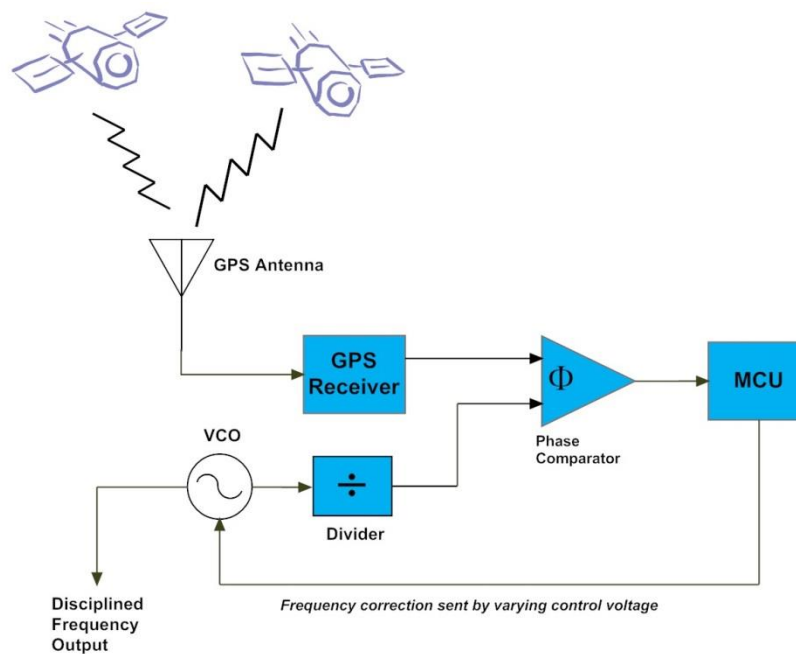 GPS Antenna
GPS
Receiver
Φ
MCU
Phase
Comparator
VCO
÷
Divider
Disciplined
Frequency
Output
Frequency correction sent by varying control voltage